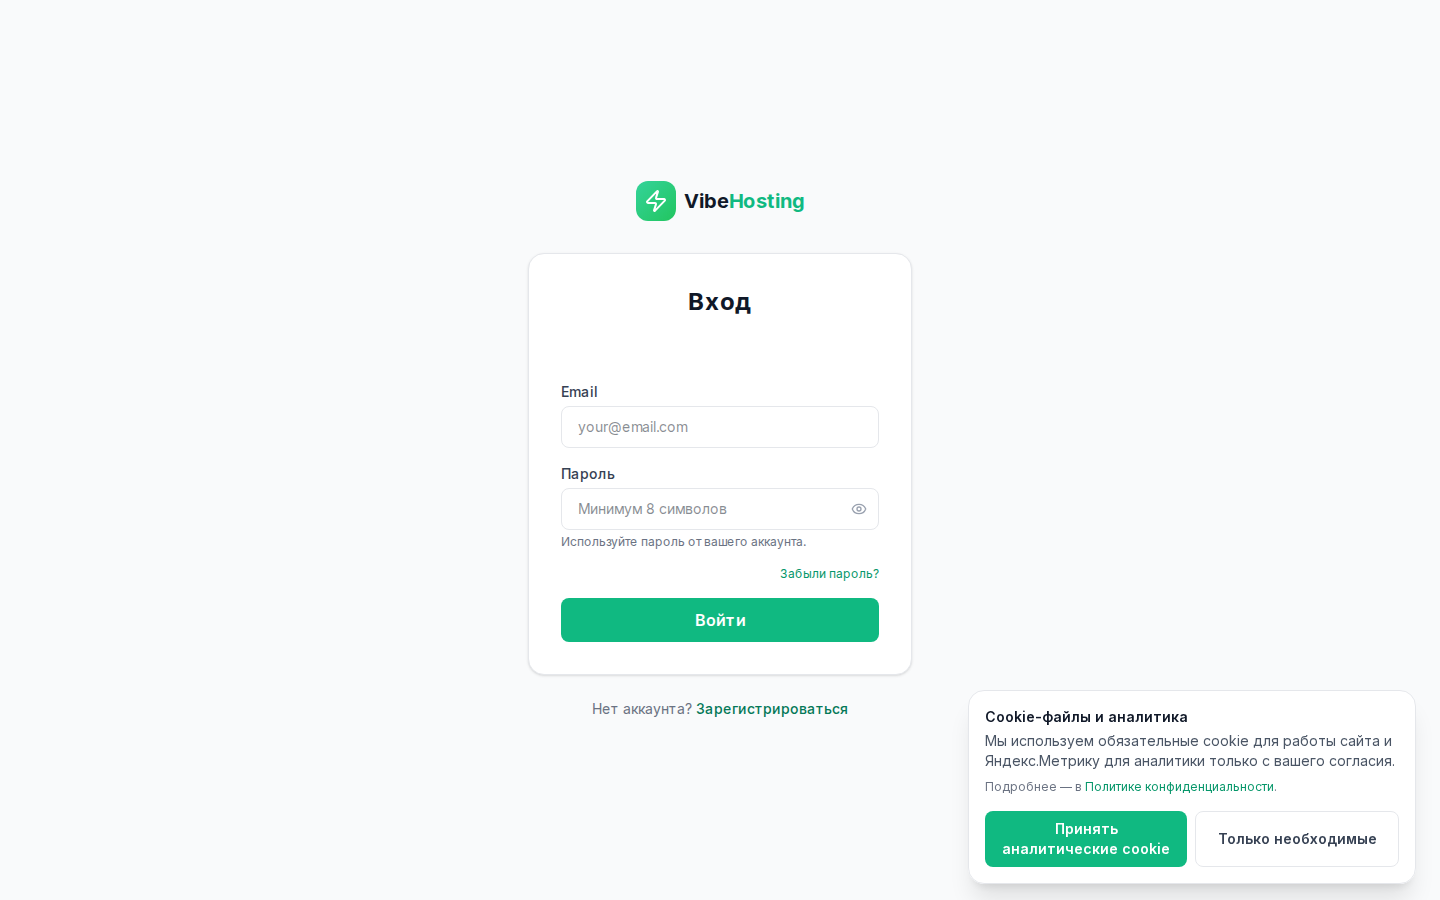 VibeHosting
Вход
Email
your@email.com
Пароль
Минимум 8 символов
Используйте пароль от вашего аккаунта.
Забыли пароль?
Войти
Нет аккаунта? Зарегистрироваться
Cookie-файлы и аналитика
Мы используем обязательные cookie для работы сайта и
Яндекс.Метрику для аналитики только с вашего согласия.
Подробнее — в Политике конфиденциальности.
Принять
аналитические cookie
Только необходимые